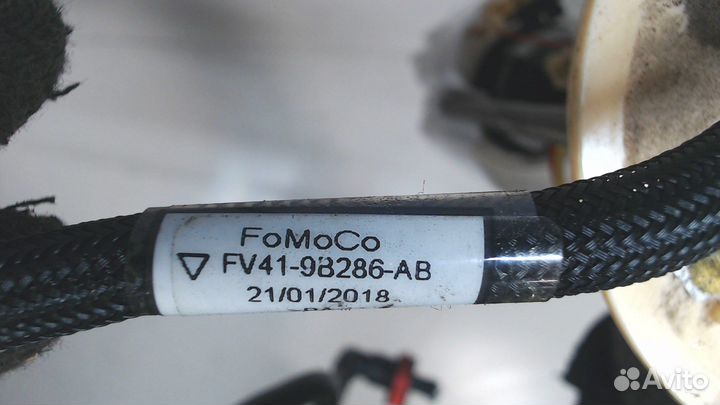 FoMoCo
▽ FV41-9B286-AB
21/01/2018
Avito